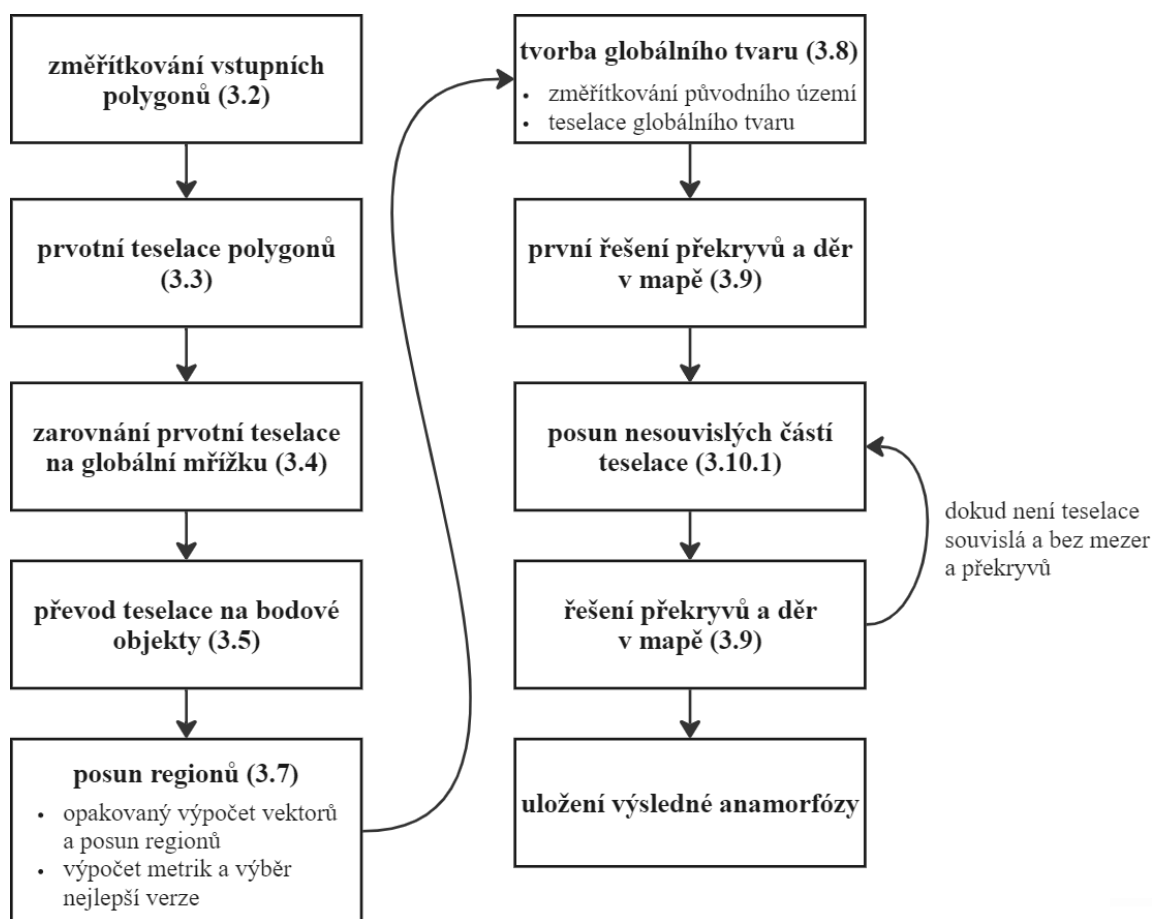 změřítkování vstupních
polygonů (3.2)
prvotní teselace polygonů
(3.3)
zarovnání prvotní teselace
na globální mřížku (3.4)
převod teselace na bodové
objekty (3.5)
posun regionů (3.7)
• opakovaný výpočet vektorů
a posun regionů
• výpočet metrik a výběr
nejlepší verze
tvorba globálního tvaru (3.8)
• změřítkování původního území
• teselace globálního tvaru
první řešení překryvů a děr
v mapě (3.9)
posun nesouvislých částí
teselace (3.10.1)
řešení překryvů a děr
v mapě (3.9)
dokud není teselace
souvislá a bez mezer
a překryvů
uložení výsledné anamorfózy